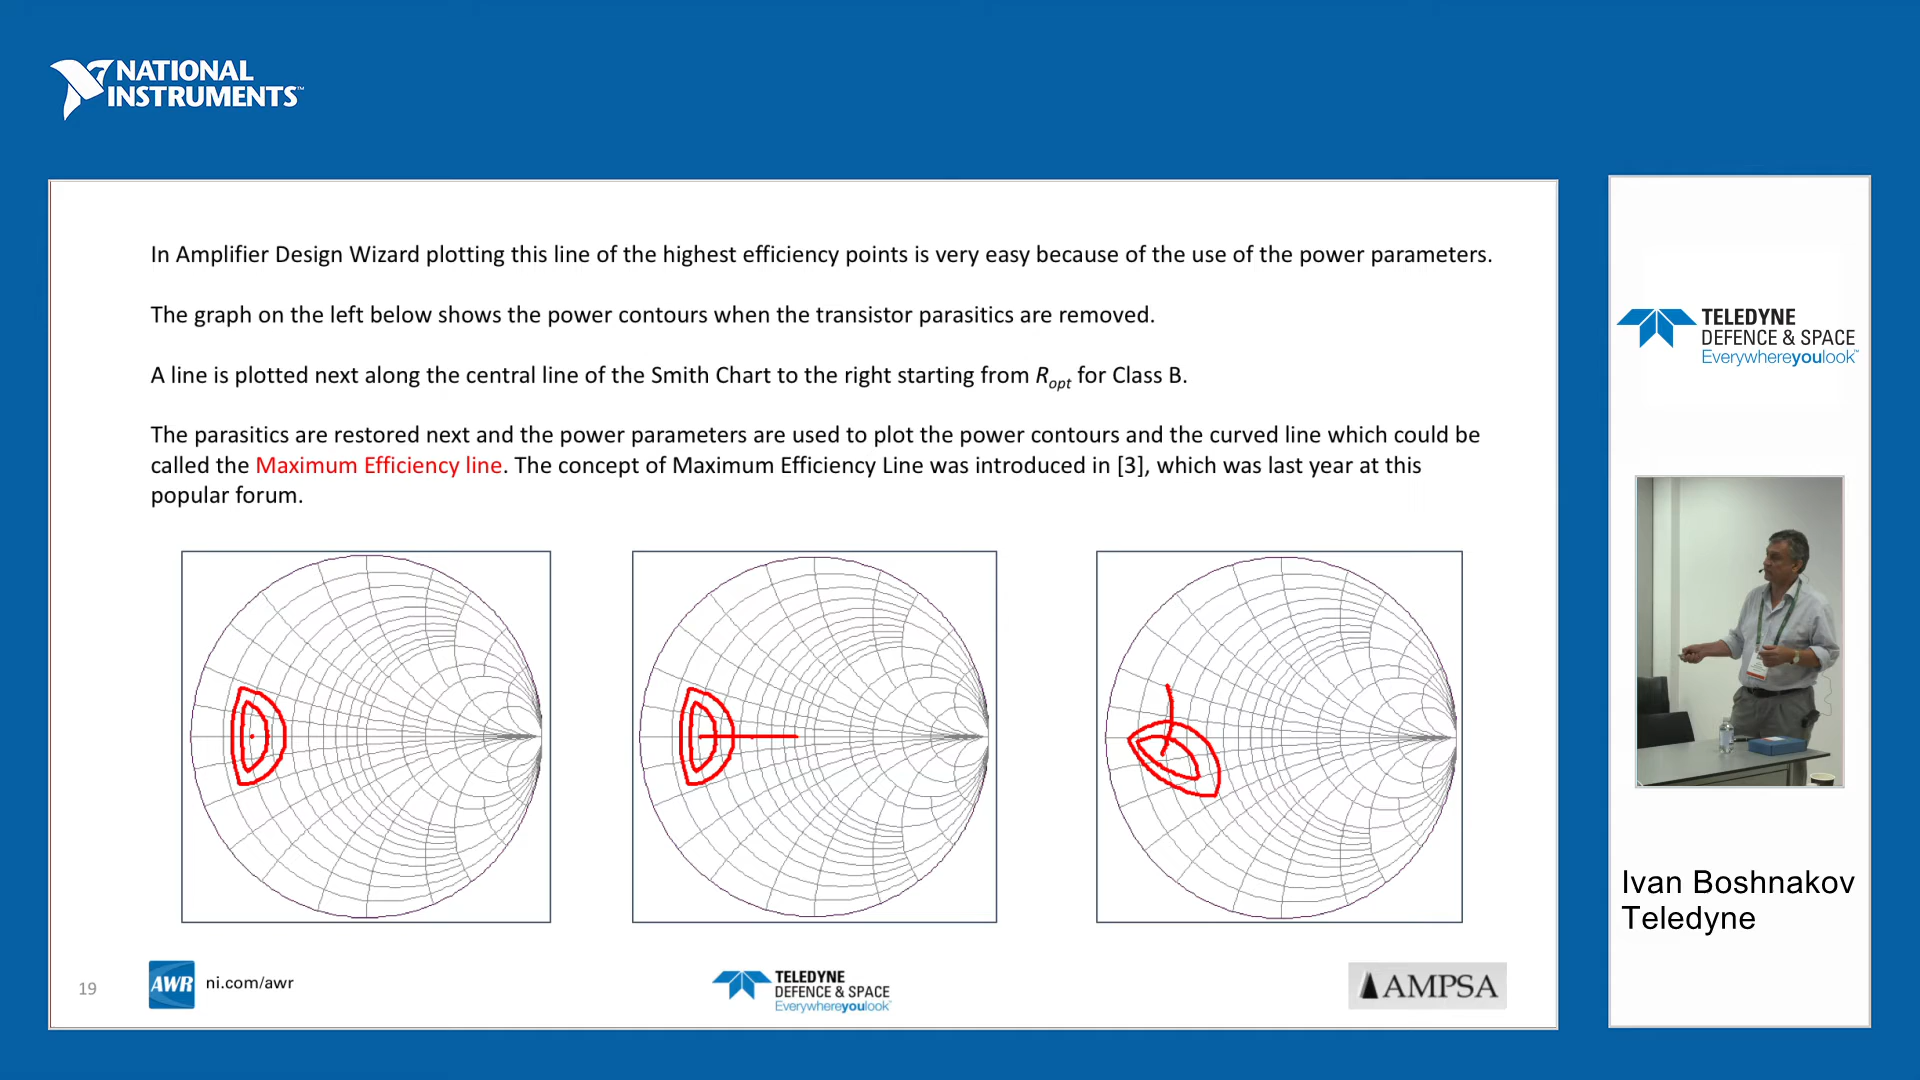 NATIONAL
INSTRUMENTS™
In Amplifier Design Wizard plotting this line of the highest efficiency points is very easy because of the use of the power parameters.
The graph on the left below shows the power contours when the transistor parasitics are removed.
A line is plotted next along the central line of the Smith Chart to the right starting from Ropt for Class B.
The parasitics are restored next and the power parameters are used to plot the power contours and the curved line which could be
called the Maximum Efficiency line. The concept of Maximum Efficiency Line was introduced in [3], which was last year at this
popular forum.
19
AWR
ni.com/awr
TELEDYNE
DEFENCE & SPACE
Everywhereyoulook™
AMPSA
TELEDYNE
DEFENCE & SPACE
Everywhereyoulook™
Ivan Boshnakov
Teledyne